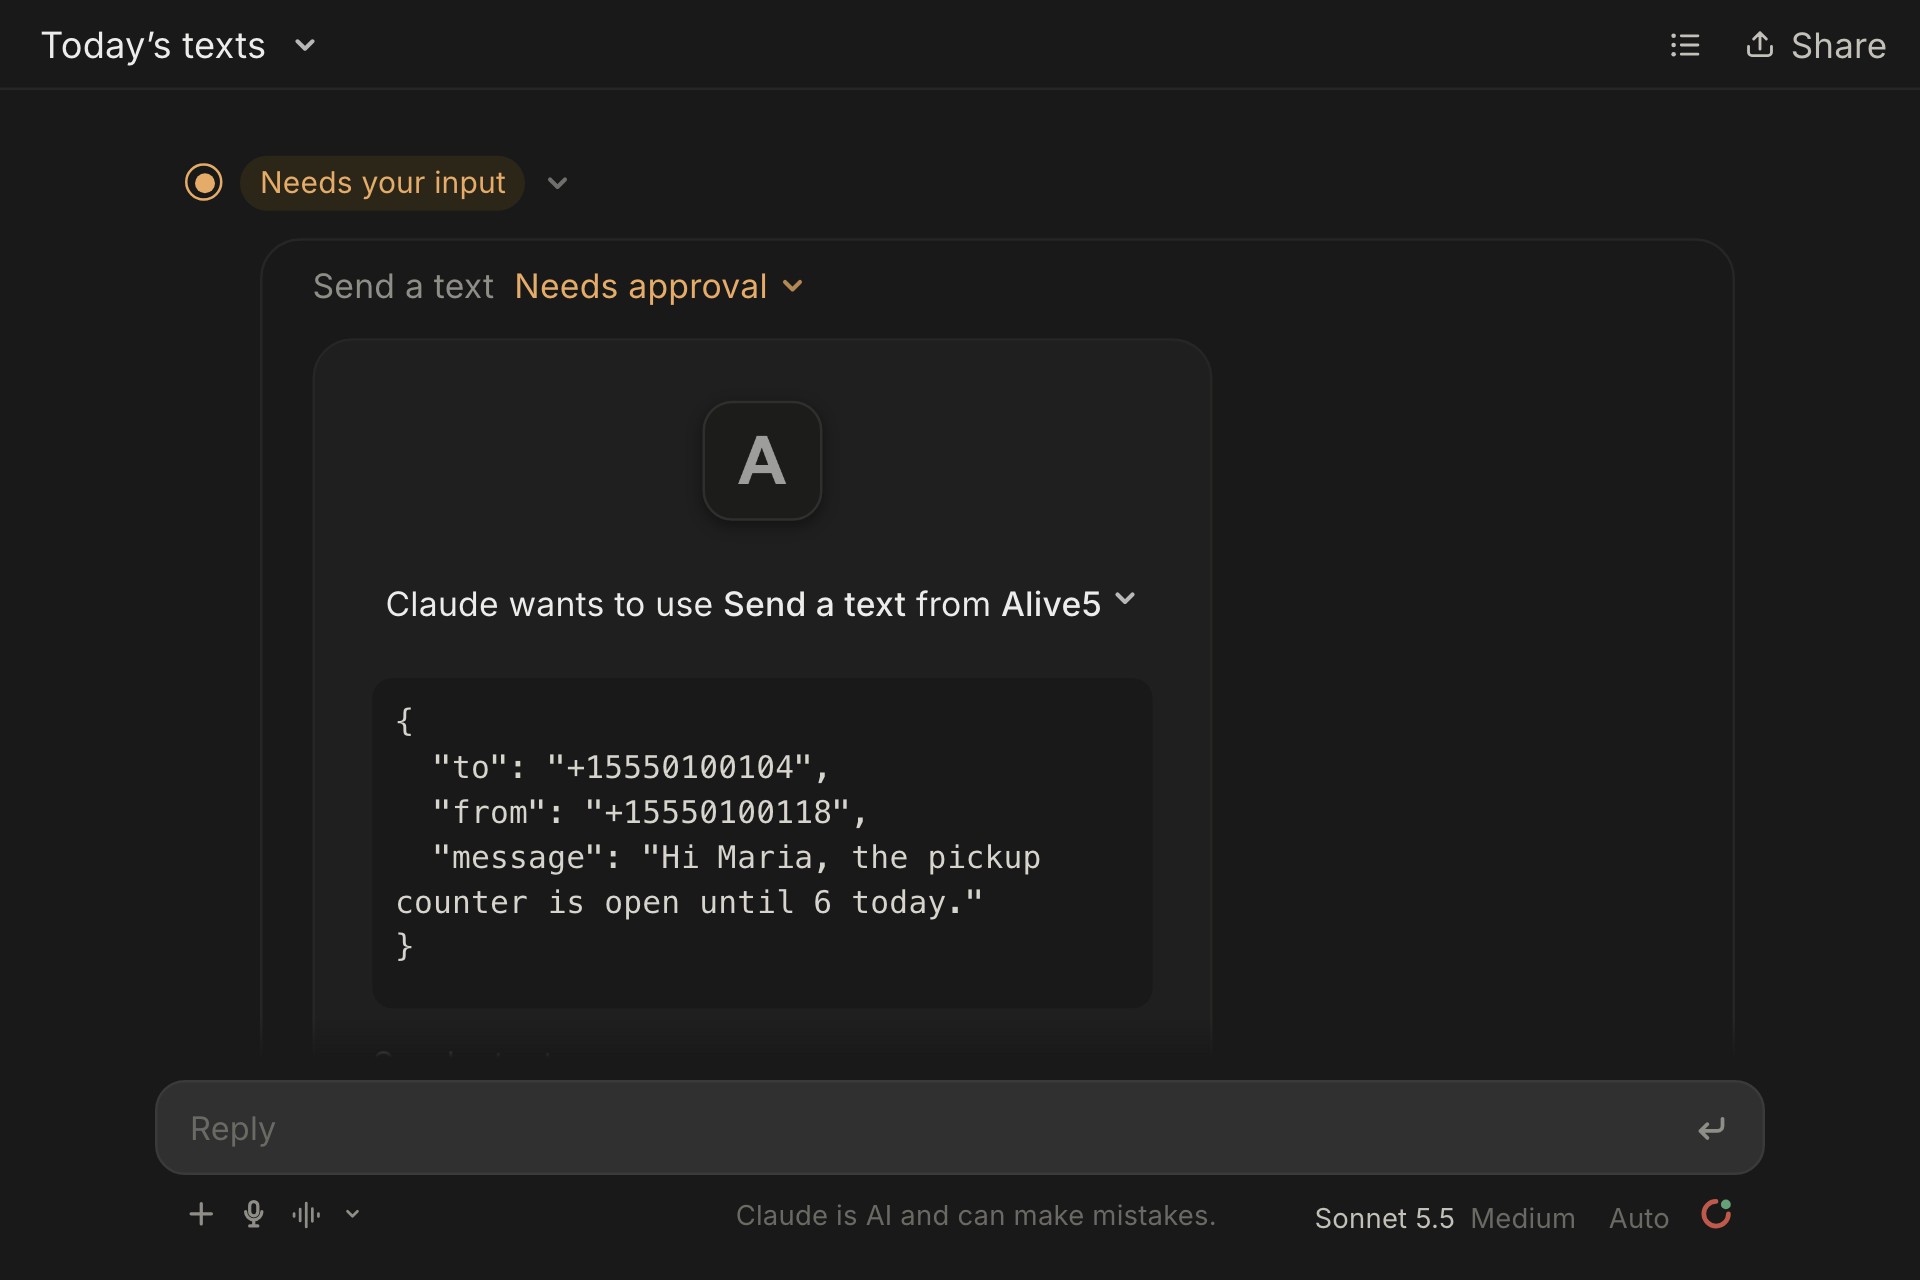 Today’s texts
Share
Needs your input
Send a text Needs approval
A
Claude wants to use Send a text from Alive5
{
"to": "+15550100104",
"from": "+15550100118",
"message": "Hi Maria, the pickup
counter is open until 6 today."
}
Reply
Claude is AI and can make mistakes.
Sonnet 5.5 Medium Auto